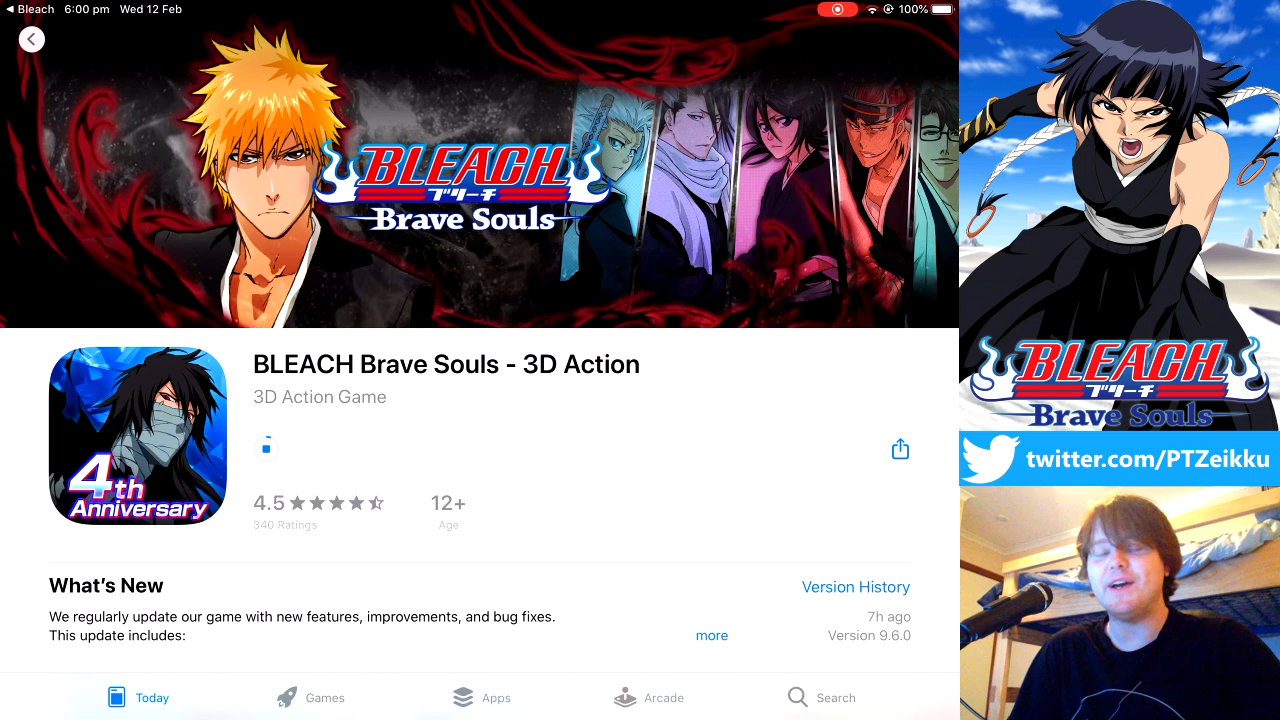 Bleach 6:00 pm Wed 12 Feb
100%
BLEACH
ブリーチ
Brave Souls
4th
Anniversary
BLEACH Brave Souls - 3D Action
3D Action Game
4.5
340 Ratings
12+
Age
What's New
Version History
We regularly update our game with new features, improvements, and bug fixes.
7h ago
This update includes:
more
Version 9.6.0
Today
Games
Apps
Arcade
Search
BLEACH
ブリーチ
Brave Souls
twitter.com/PTZeikku